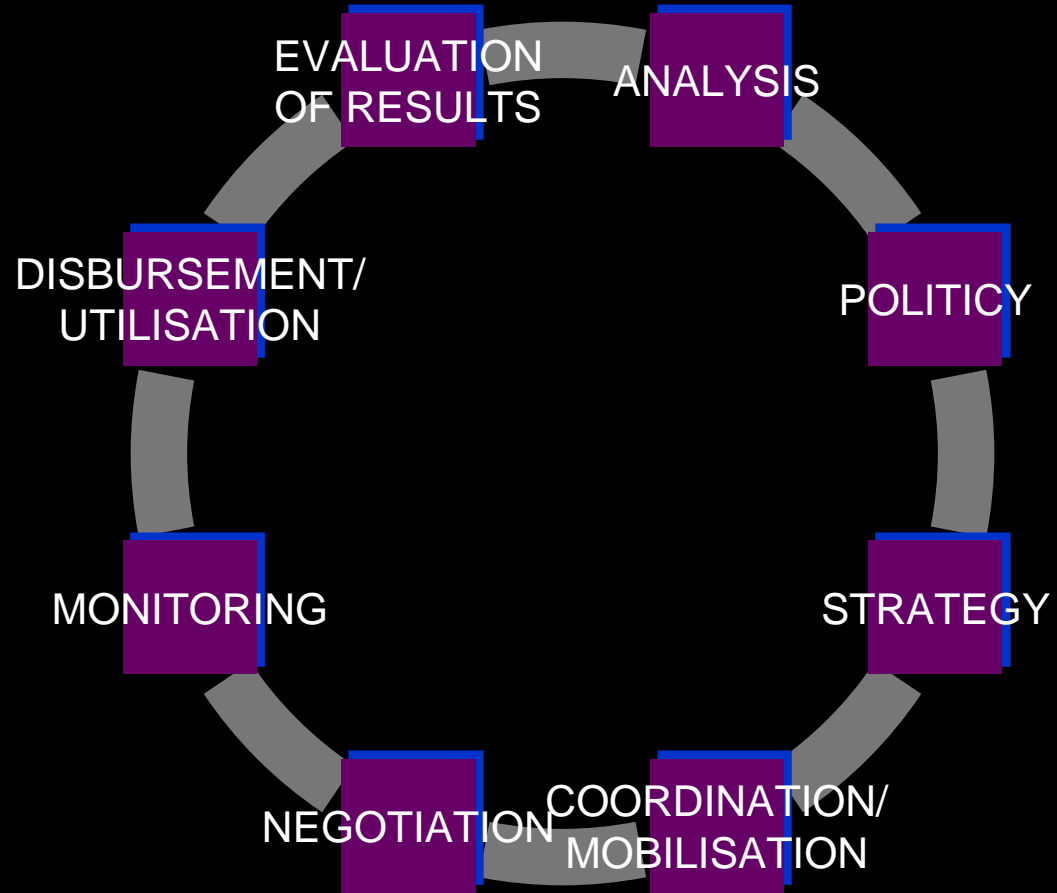 EVALUATION
OF RESULTS
ANALYSIS
DISBURSEMENT/
UTILISATION
POLITICY
MONITORING
STRATEGY
NEGOTIATION
COORDINATION/
MOBILISATION